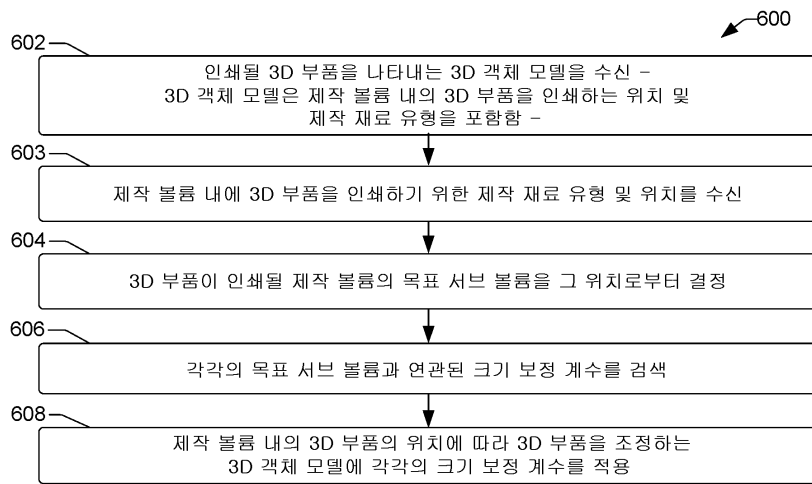 600
602
인쇄될 3D 부품을 나타내는 3D 객체 모델을 수신 –
3D 객체 모델은 제작 볼륨 내의 3D 부품을 인쇄하는 위치 및
제작 재료 유형을 포함함 –
603
제작 볼륨 내에 3D 부품을 인쇄하기 위한 제작 재료 유형 및 위치를 수신
604
3D 부품이 인쇄될 제작 볼륨의 목표 서브 볼륨을 그 위치로부터 결정
606
각각의 목표 서브 볼륨과 연관된 크기 보정 계수를 검색
608
제작 볼륨 내의 3D 부품의 위치에 따라 3D 부품을 조정하는
3D 객체 모델에 각각의 크기 보정 계수를 적용